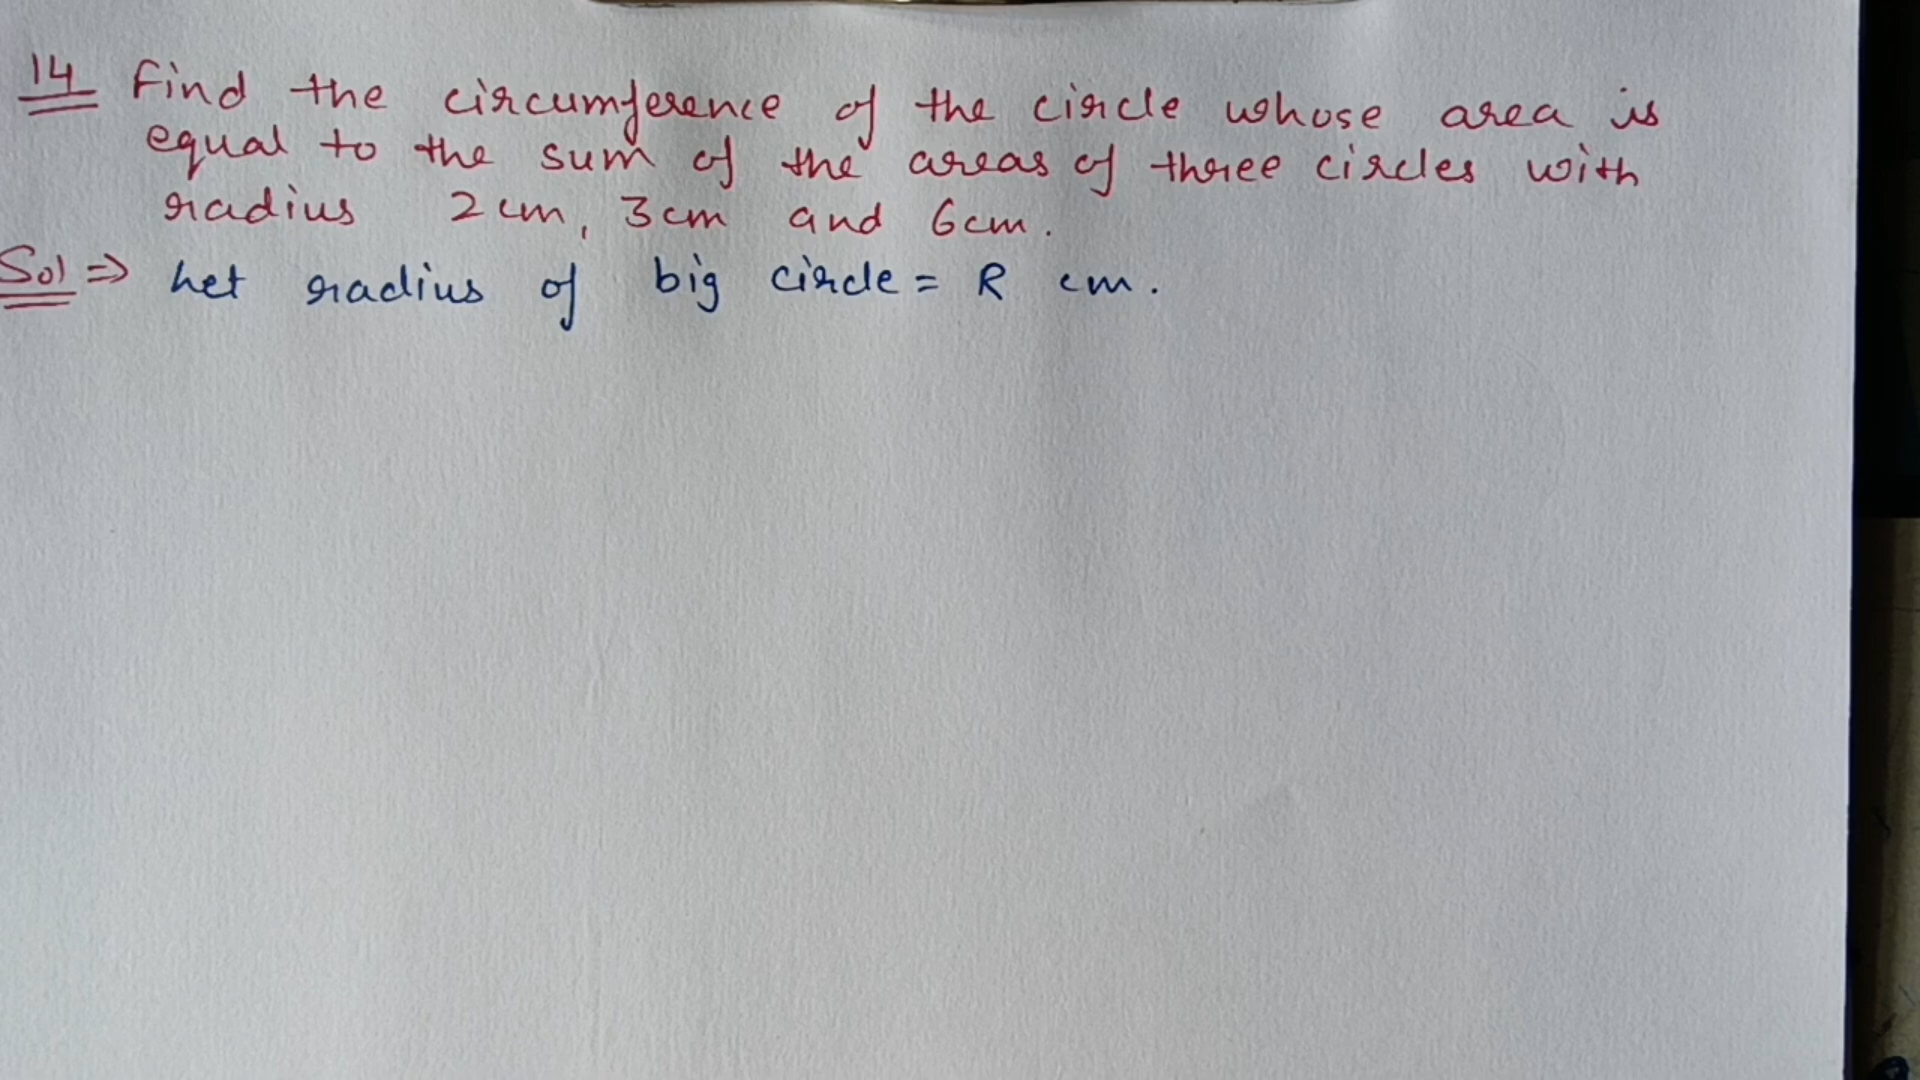 14 Find the circumference of the circle whose area is
equal to the sum of the areas of three circles with
radius 2cm, 3cm and 6cm.
Sol ⇒ Let radius of big circle = R cm.